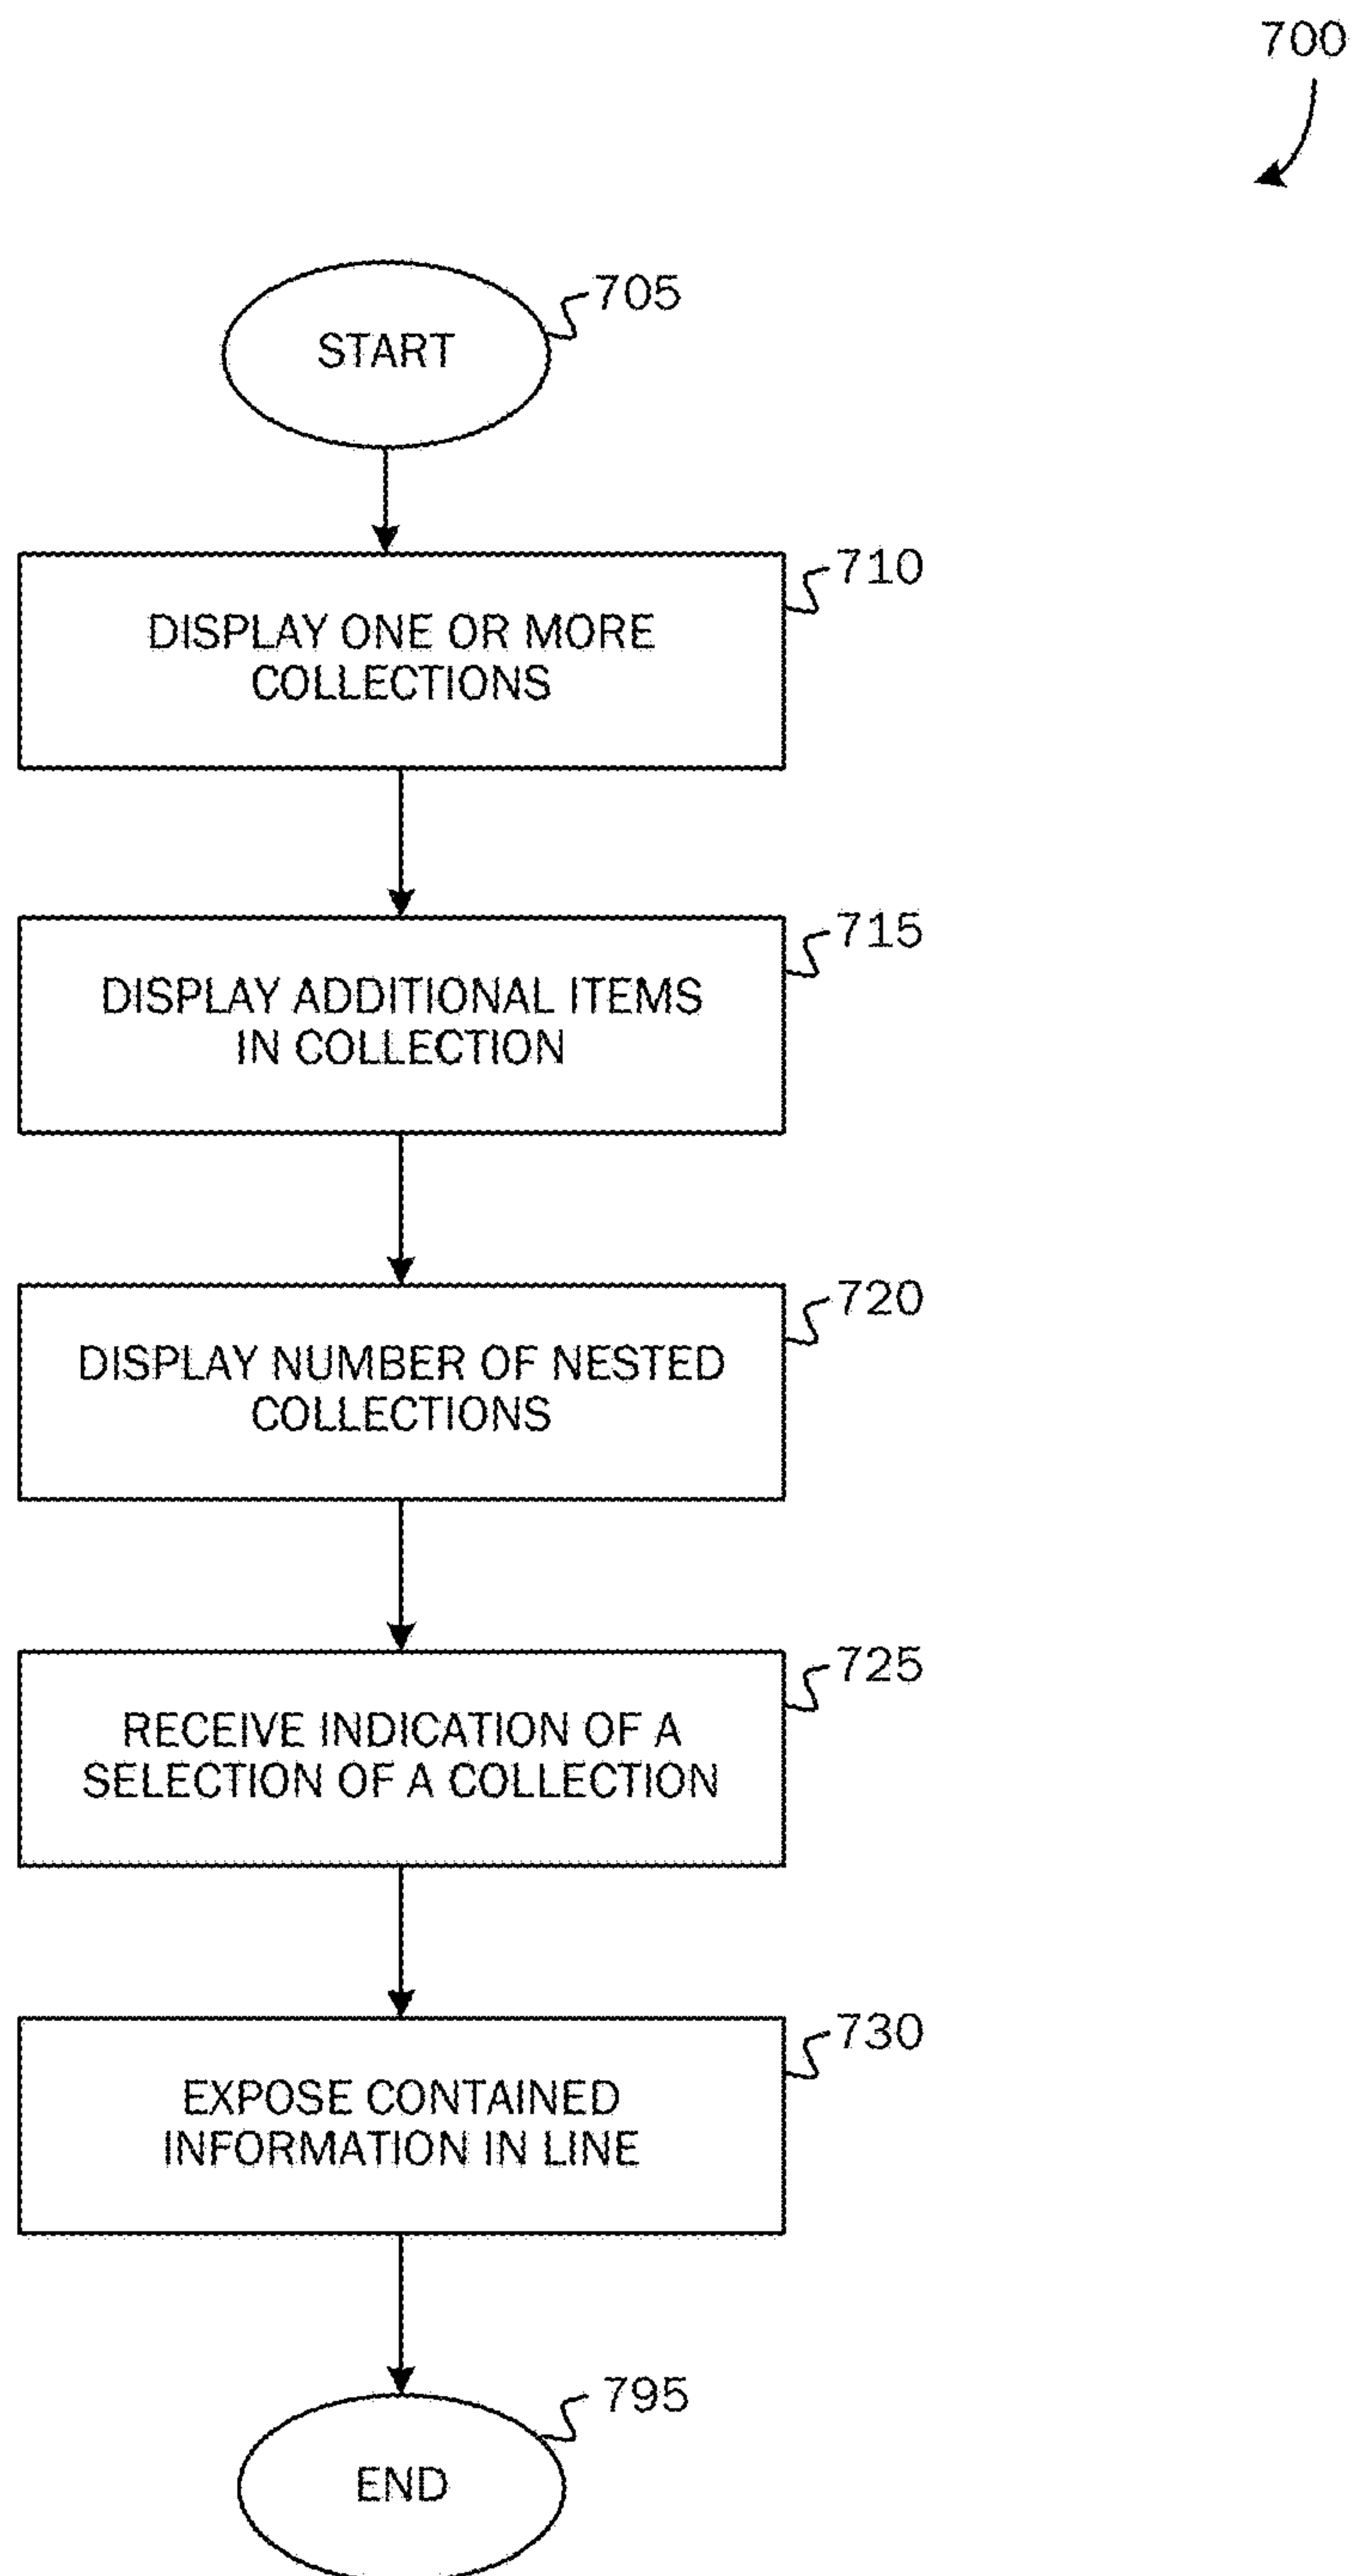 700
START
705
DISPLAY ONE OR MORE
COLLECTIONS
710
DISPLAY ADDITIONAL ITEMS
IN COLLECTION
715
DISPLAY NUMBER OF NESTED
COLLECTIONS
720
RECEIVE INDICATION OF A
SELECTION OF A COLLECTION
725
EXPOSE CONTAINED
INFORMATION IN LINE
730
END
795